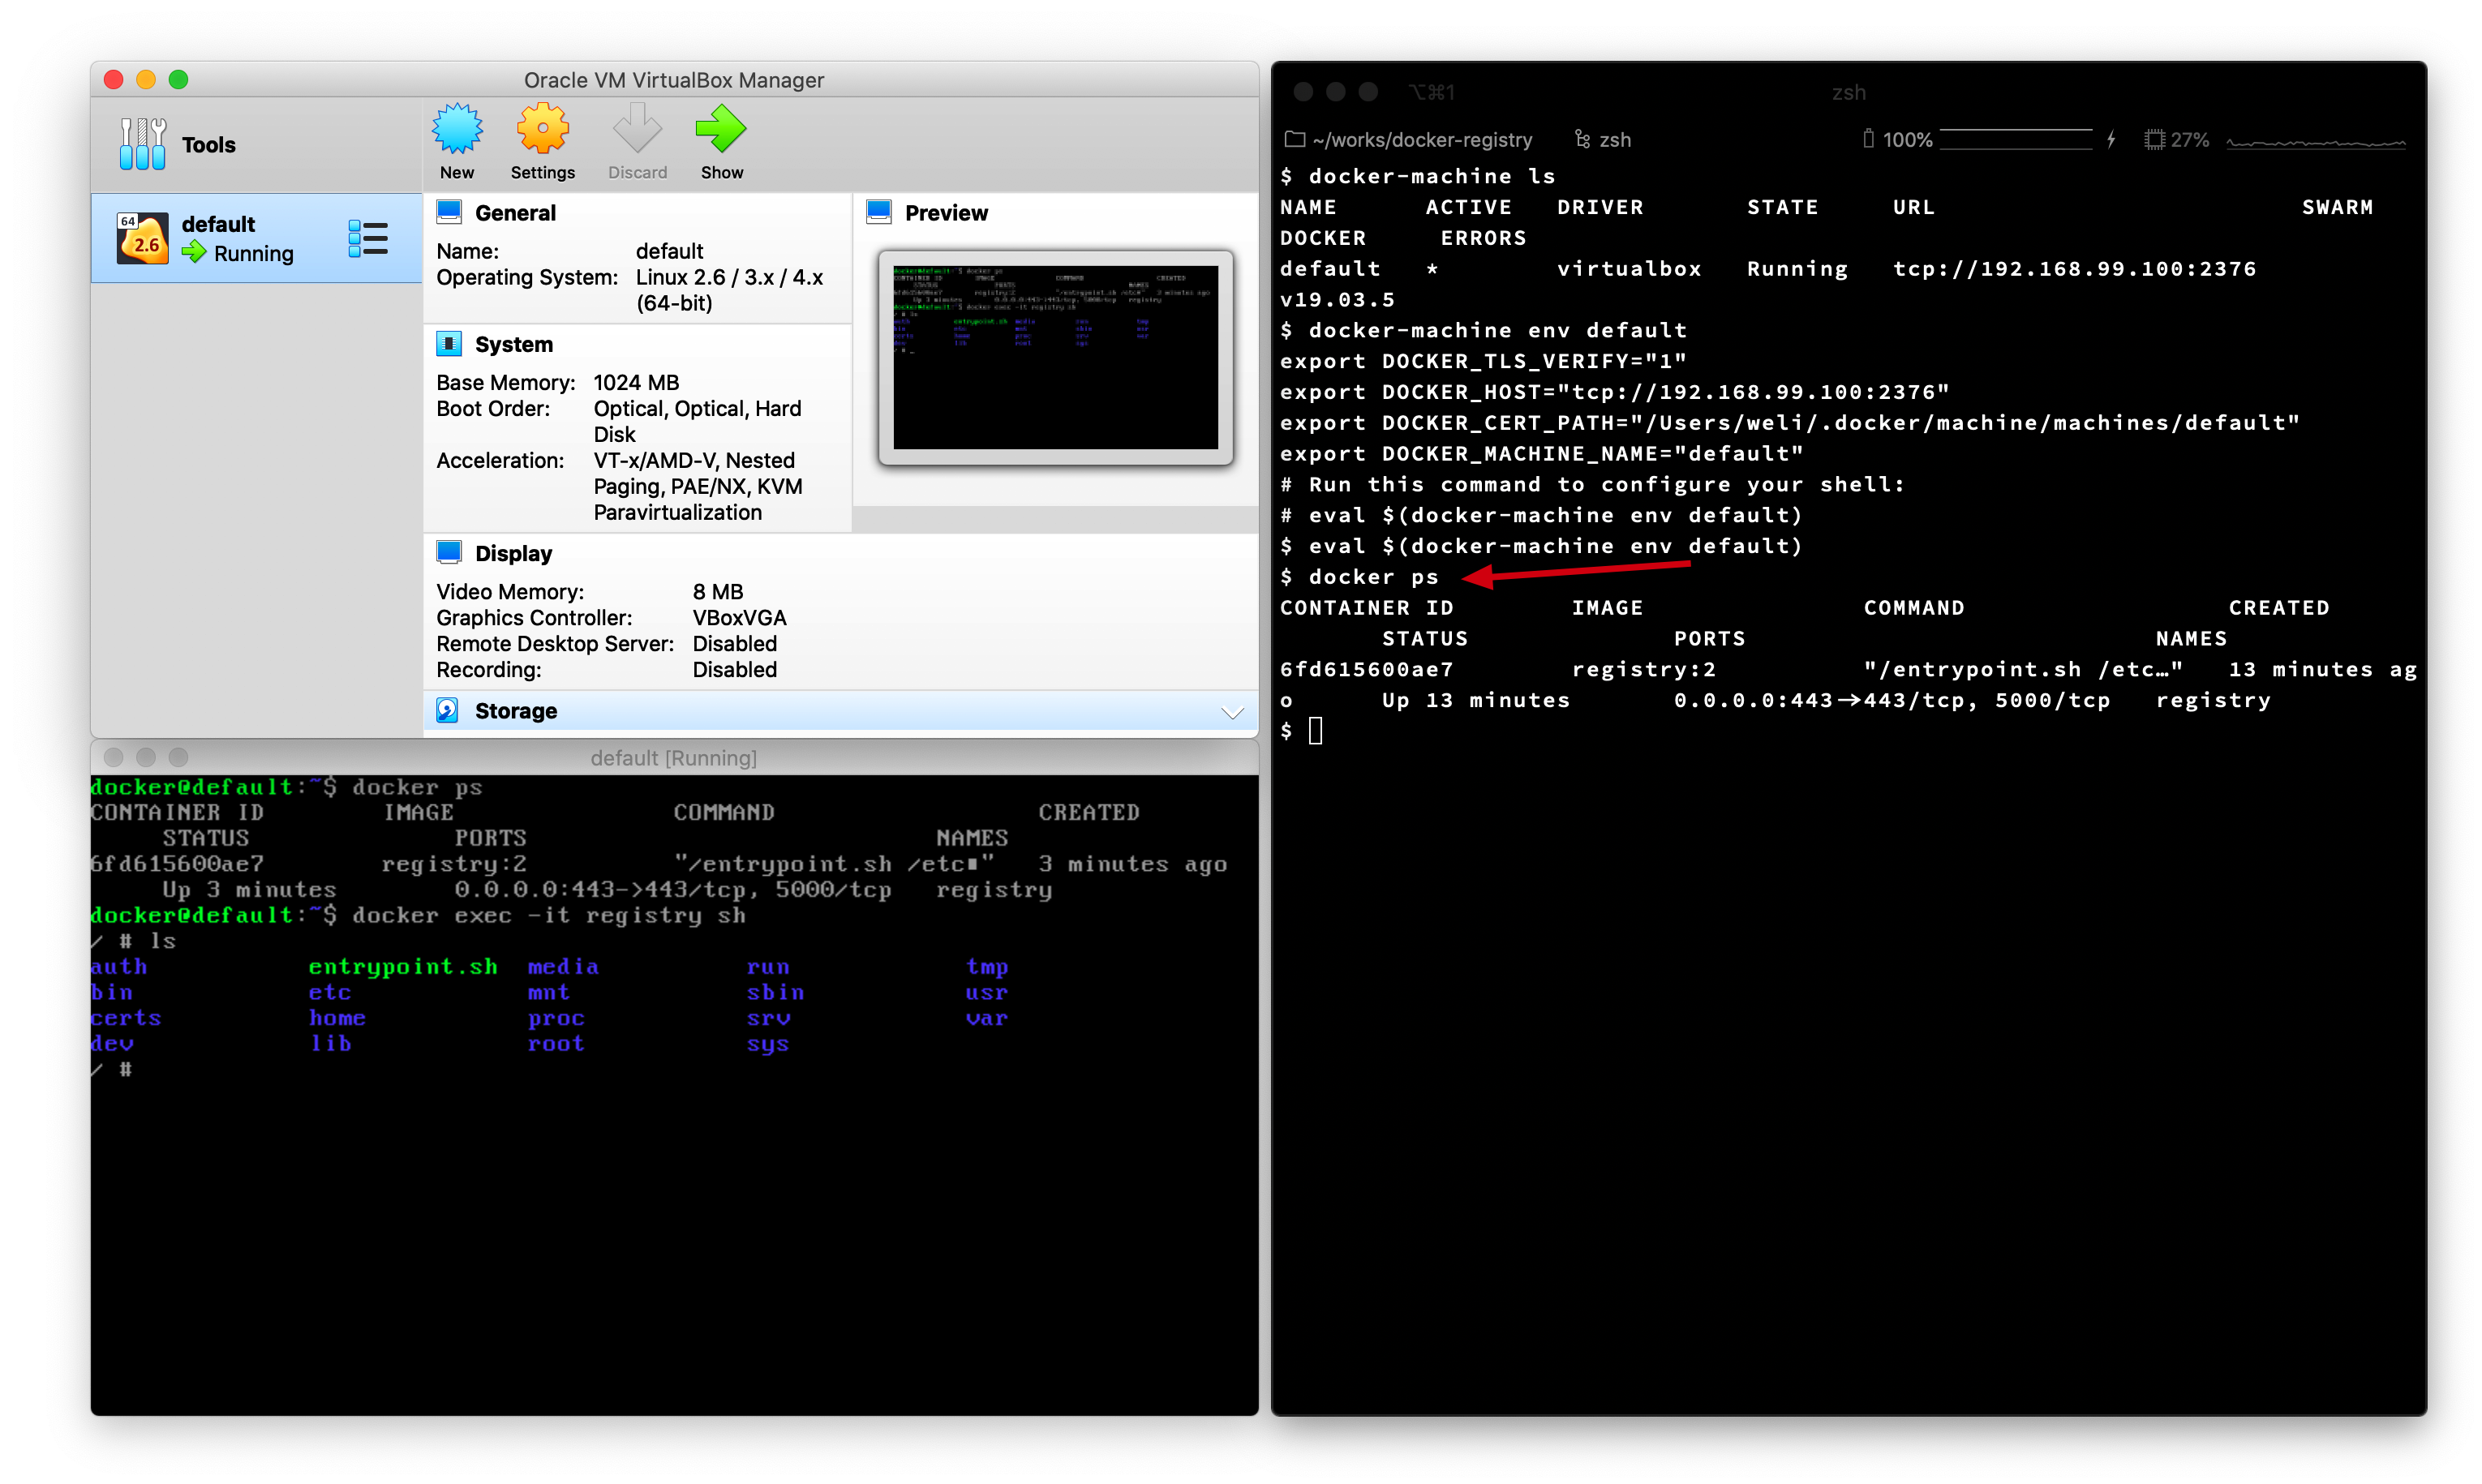 Oracle VM VirtualBox Manager
Tools
New
Settings
Discard
Show
64
2.6
default
Running
General
Name: default
Operating System: Linux 2.6 / 3.x / 4.x
(64-bit)
System
Base Memory: 1024 MB
Boot Order: Optical, Optical, Hard
Disk
Acceleration: VT-x/AMD-V, Nested
Paging, PAE/NX, KVM
Paravirtualization
Preview
Display
Video Memory: 8 MB
Graphics Controller: VBoxVGA
Remote Desktop Server: Disabled
Recording: Disabled
Storage
default [Running]
docker@default:~$ docker ps
CONTAINER ID IMAGE COMMAND CREATED
STATUS PORTS NAMES
6fd615600ae7 registry:2 "/entrypoint.sh /etc▪" 3 minutes ago
Up 3 minutes 0.0.0.0:443->443/tcp, 5000/tcp registry
docker@default:~$ docker exec -it registry sh
/ # ls
auth entrypoint.sh media run tmp
bin etc mnt sbin usr
certs home proc srv var
dev lib root sys
/ #
⌥⌘1 zsh
~/works/docker-registry zsh 100% 27%
$ docker-machine ls
NAME ACTIVE DRIVER STATE URL SWARM
DOCKER ERRORS
default * virtualbox Running tcp://192.168.99.100:2376
v19.03.5
$ docker-machine env default
export DOCKER_TLS_VERIFY="1"
export DOCKER_HOST="tcp://192.168.99.100:2376"
export DOCKER_CERT_PATH="/Users/weli/.docker/machine/machines/default"
export DOCKER_MACHINE_NAME="default"
# Run this command to configure your shell:
# eval $(docker-machine env default)
$ eval $(docker-machine env default)
$ docker ps
CONTAINER ID IMAGE COMMAND CREATED
STATUS PORTS NAMES
6fd615600ae7 registry:2 "/entrypoint.sh /etc…" 13 minutes ag
o Up 13 minutes 0.0.0.0:443->443/tcp, 5000/tcp registry
$